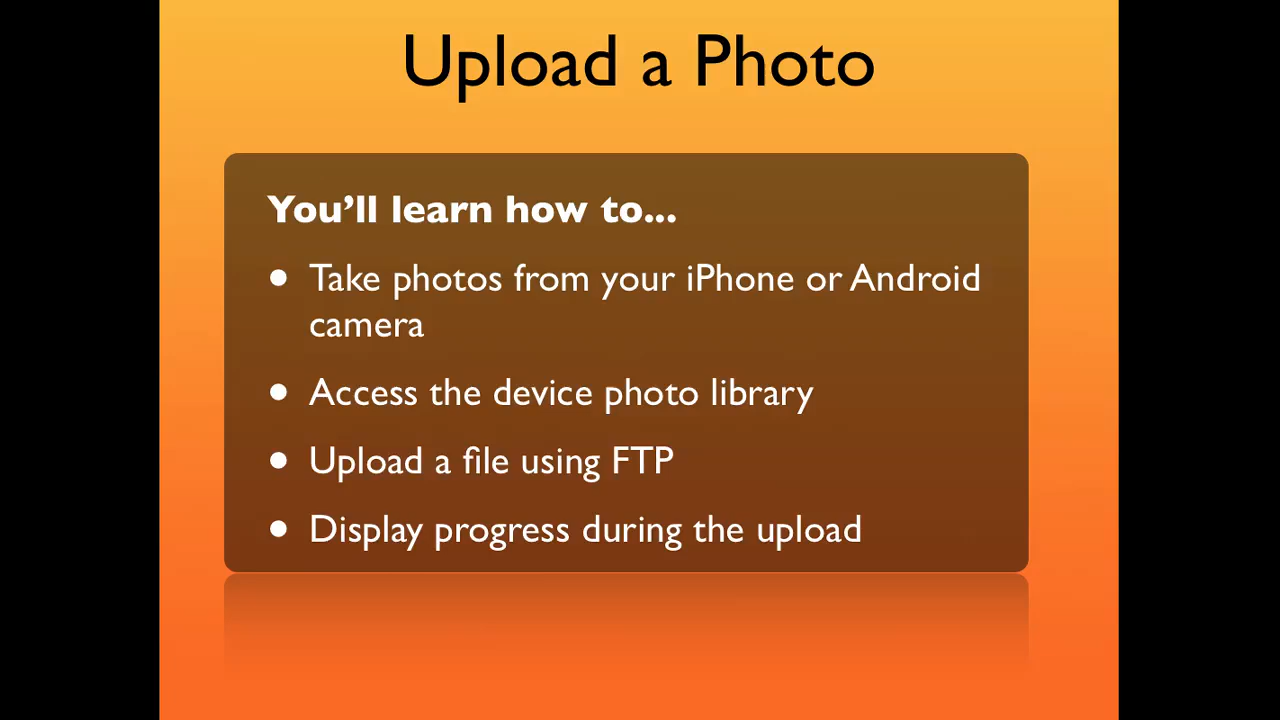 Upload a Photo
You’ll learn how to...
• Take photos from your iPhone or Android
camera
• Access the device photo library
• Upload a file using FTP
• Display progress during the upload